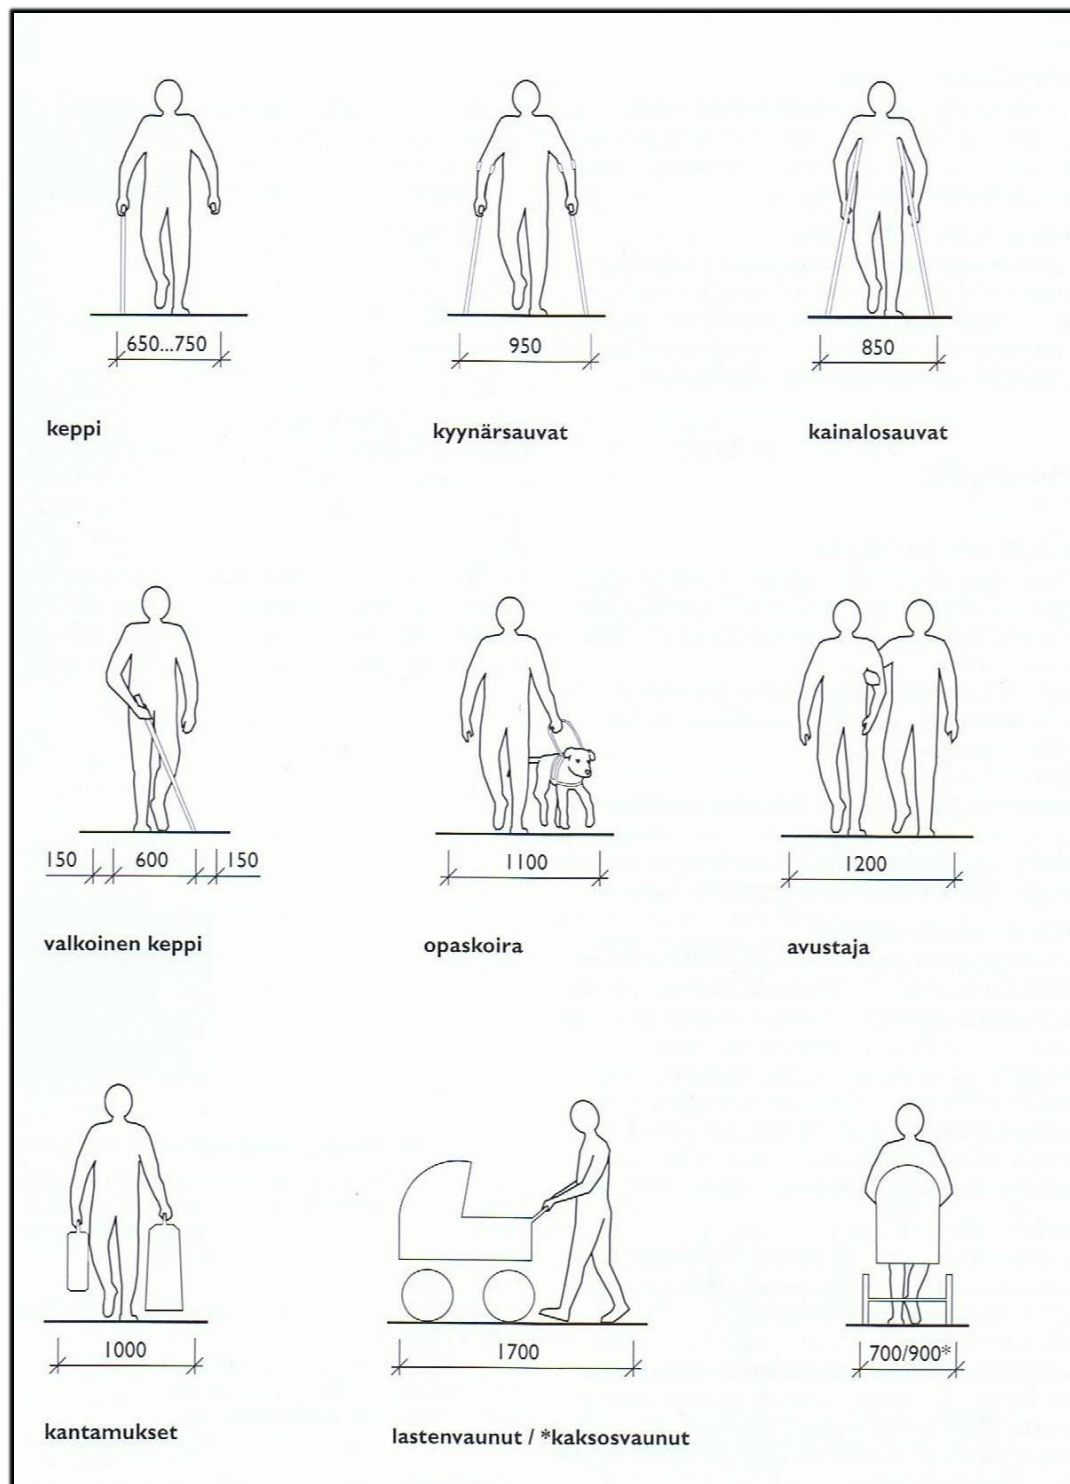 650...750
950
850
keppi
kyynärsauvat
kainalosauvat
150 600 150
1100
1200
valkoinen keppi
opaskoira
avustaja
1000
1700
700/900*
kantamukset
lastenvaunut / *kaksosvaunut